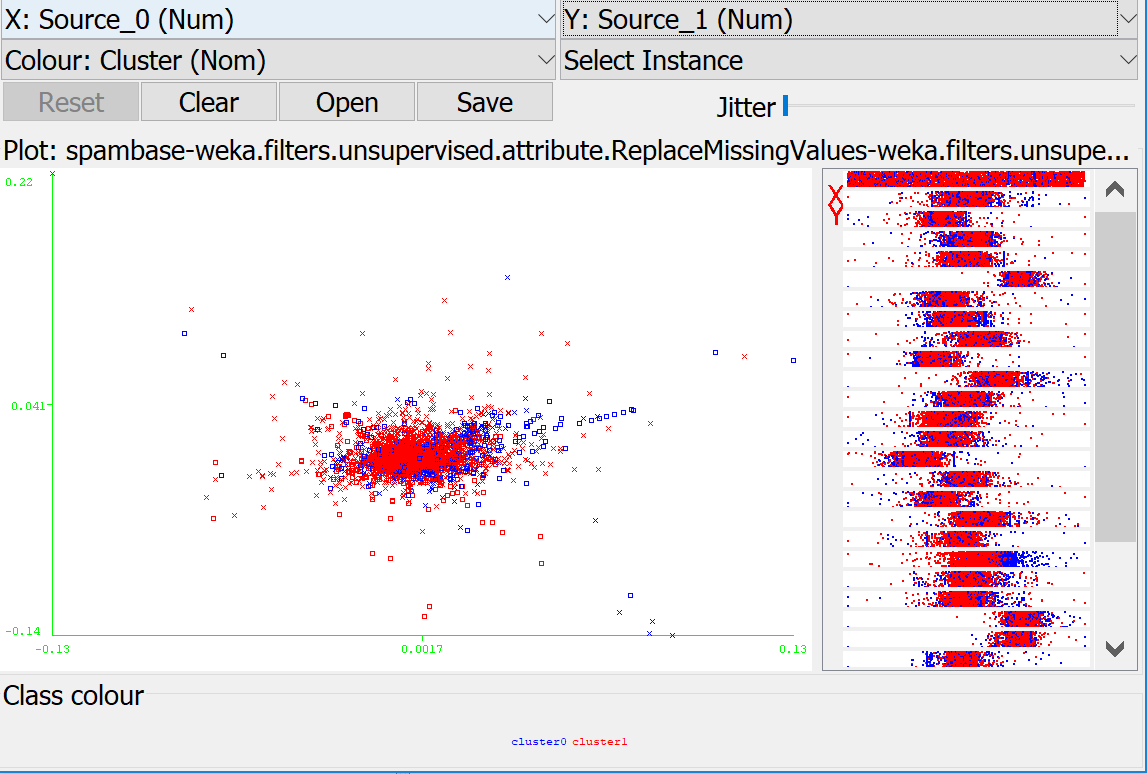 X: Source_0 (Num) Y: Source_1 (Num)
Colour: Cluster (Nom) Select Instance
Reset Clear Open Save Jitter
Plot: spambase-weka.filters.unsupervised.attribute.ReplaceMissingValues-weka.filters.unsupe...
0.22
X
Y
0.041
-0.14
-0.13 0.0017 0.13
Class colour
cluster0 cluster1